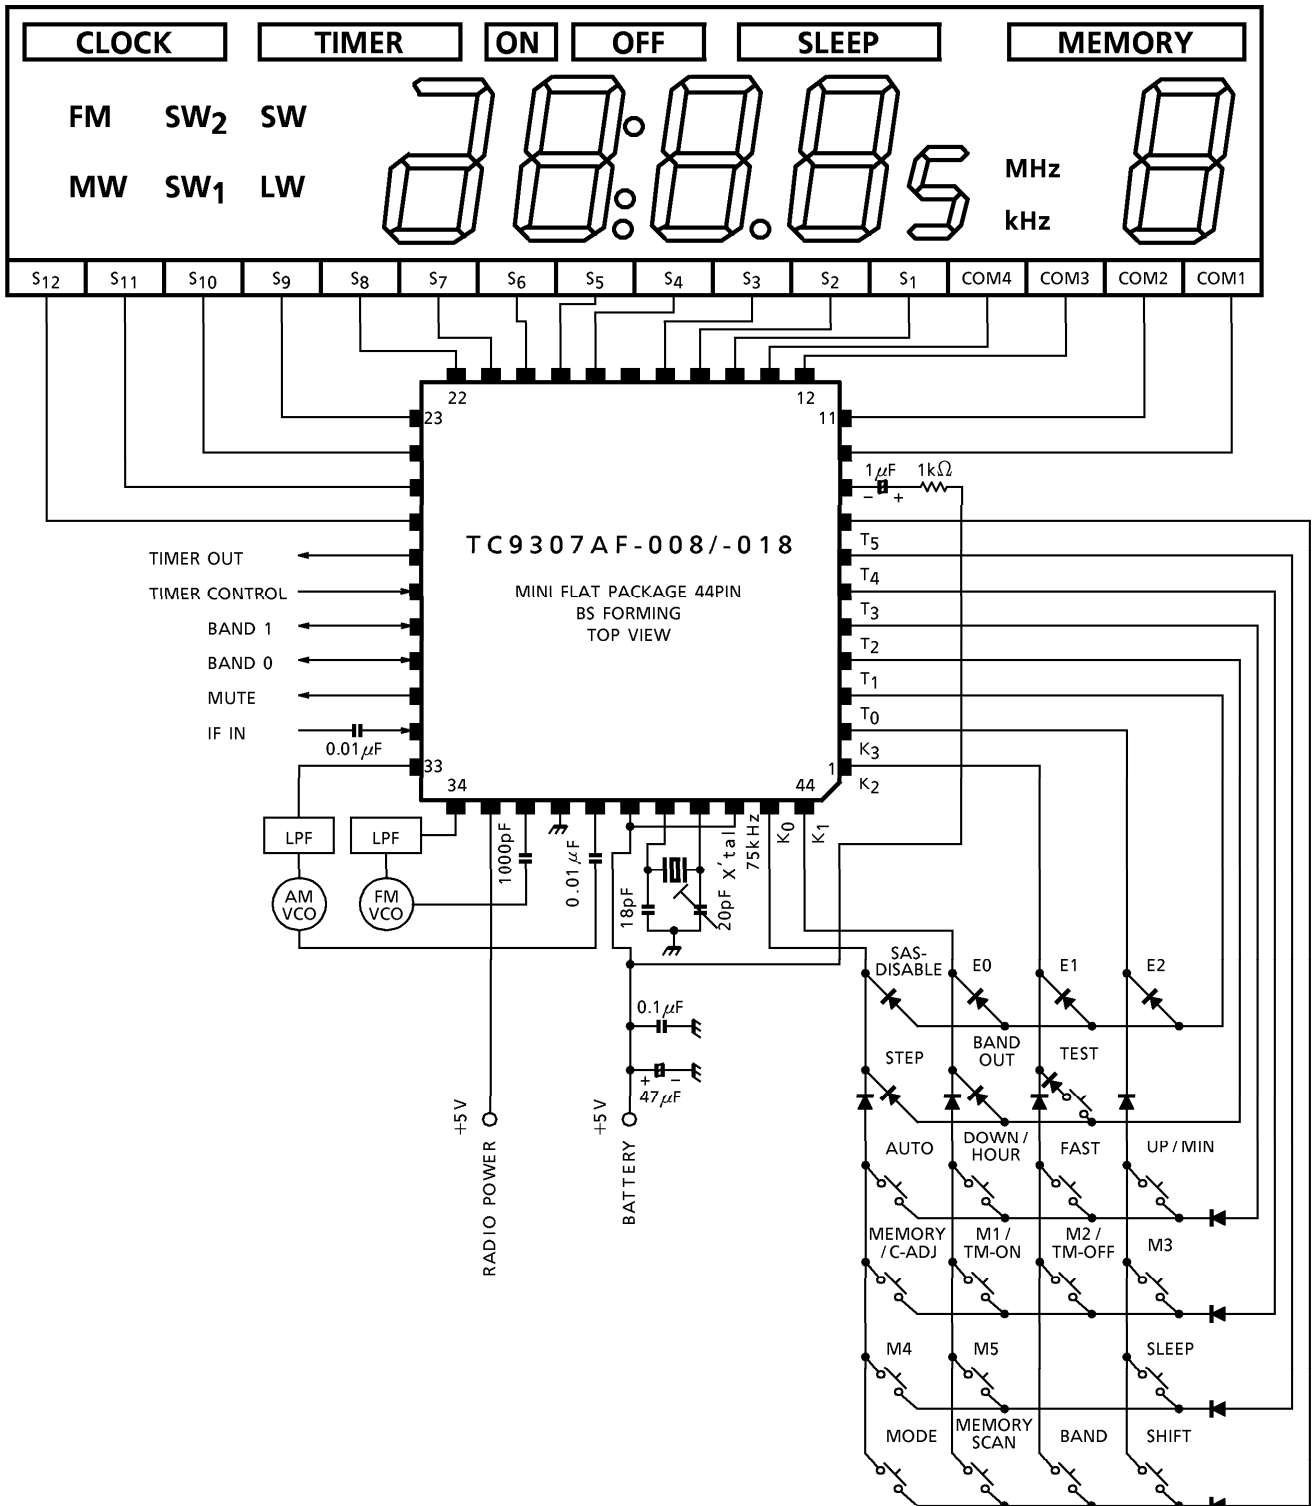 CLOCK TIMER ON OFF SLEEP MEMORY
FM SW2 SW
MW SW1 LW
MHz
kHz
S12 S11 S10 S9 S8 S7 S6 S5 S4 S3 S2 S1 COM4 COM3 COM2 COM1
22 12
23 11
1μF 1kΩ
− +
TC9307AF-008/-018
MINI FLAT PACKAGE 44PIN
BS FORMING
TOP VIEW
TIMER OUT
TIMER CONTROL
BAND 1
BAND 0
MUTE
IF IN
0.01μF
T5
T4
T3
T2
T1
T0
K3
K2
33 1
34 44
LPF LPF
AM
VCO
FM
VCO
1000pF
0.01μF
18pF
20pF
X'tal
75kHz
K0
K1
SAS-
DISABLE
E0 E1 E2
0.1μF
+ −
47μF
+5V
RADIO POWER
+5V
BATTERY
STEP
BAND
OUT
TEST
AUTO
DOWN/
HOUR
FAST
UP/MIN
MEMORY
/C-ADJ
M1/
TM-ON
M2/
TM-OFF
M3
M4 M5 SLEEP
MODE
MEMORY
SCAN
BAND SHIFT